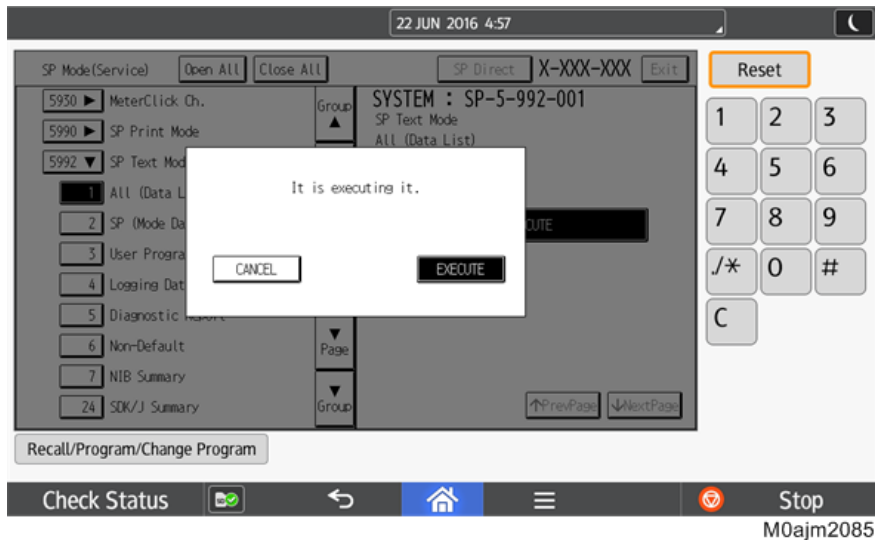 22 JUN 2016 4:57
SP Mode(Service) Open All Close All SP Direct X-XXX-XXX Exit
Reset
5930 MeterClick Ch.
Group
SYSTEM : SP-5-992-001
SP Text Mode
All (Data List)
5990 SP Print Mode
5992 SP Text Mod
1 All (Data L
2 SP (Mode Da
3 User Progra
4 Logging Dat
5 Diagnostic
6 Non-Default
7 NIB Summary
24 SDK/J Summary
It is executing it.
CANCEL EXECUTE
CUTE
Page
Group
↑PrevPage ↓NextPage
1 2 3
4 5 6
7 8 9
./* 0 #
C
Recall/Program/Change Program
Check Status Stop
M0ajm2085